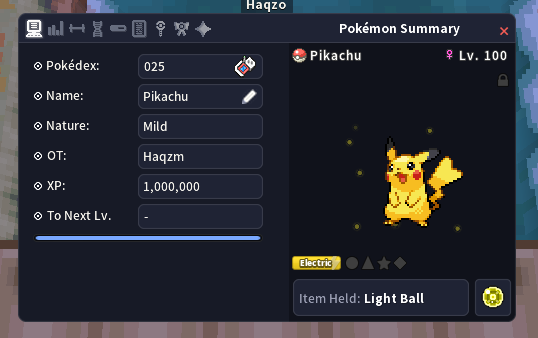 Haqzo
Pokémon Summary
Pokédex: 025
Name: Pikachu
Nature: Mild
OT: Haqzm
XP: 1,000,000
To Next Lv. -
Pikachu ♀ Lv. 100
Electric
Item Held: Light Ball